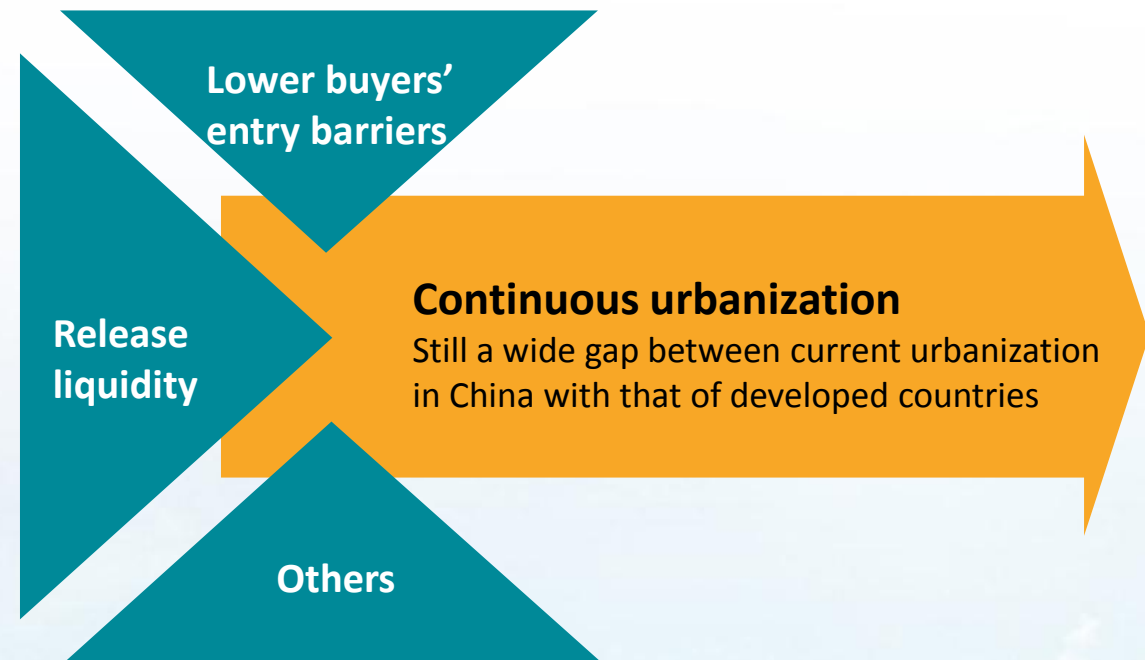 Lower buyers’
entry barriers
Release
liquidity
Continuous urbanization
Still a wide gap between current urbanization
in China with that of developed countries
Others